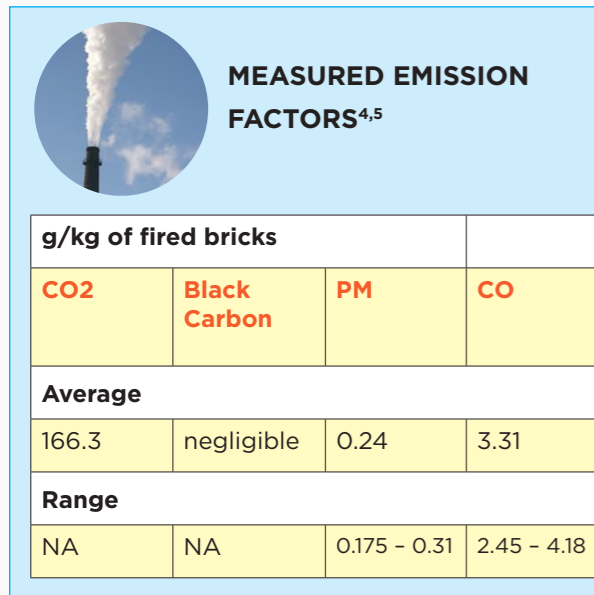 MEASURED EMISSION
FACTORS4,5
g/kg of fired bricks
CO2 Black Carbon PM CO
Average
166.3 negligible 0.24 3.31
Range
NA NA 0.175 – 0.31 2.45 – 4.18